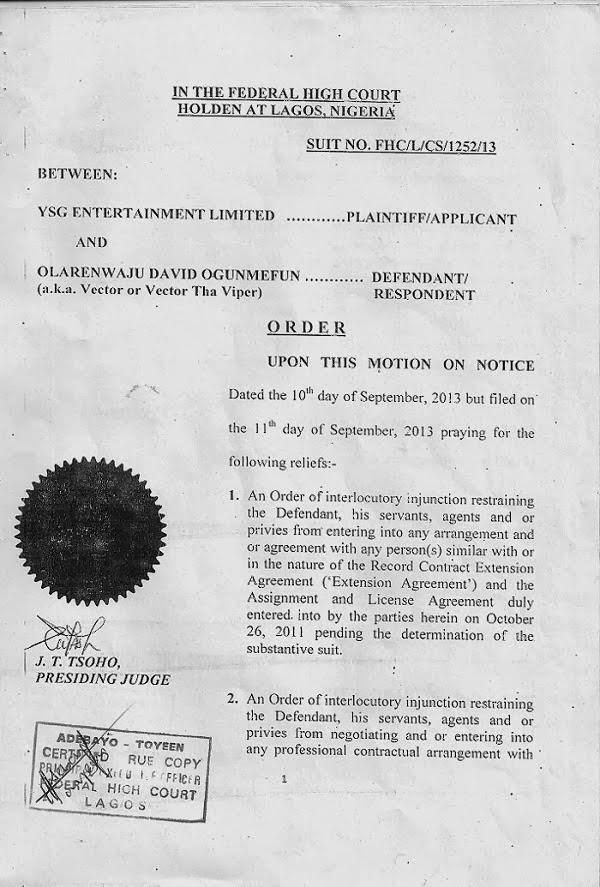 IN THE FEDERAL HIGH COURT
HOLDEN AT LAGOS, NIGERIA
SUIT NO. FHC/L/CS/1252/13
BETWEEN:
YSG ENTERTAINMENT LIMITED ............PLAINTIFF/APPLICANT
AND
OLARENWAJU DAVID OGUNMEFUN ............ DEFENDANT/
(a.k.a. Vector or Vector Tha Viper) RESPONDENT
ORDER
UPON THIS MOTION ON NOTICE
Dated the 10th day of September, 2013 but filed on
the 11th day of September, 2013 praying for the
following reliefs:-
1. An Order of interlocutory injunction restraining
the Defendant, his servants, agents and or
privies from entering into any arrangement and
or agreement with any person(s) similar with or
in the nature of the Record Contract Extension
Agreement ('Extension Agreement') and the
Assignment and License Agreement duly
entered into by the parties herein on October
26, 2011 pending the determination of the
substantive suit.
J. T. TSOHO,
PRESIDING JUDGE
2. An Order of interlocutory injunction restraining
the Defendant, his servants, agents and or
privies from negotiating and or entering into
any professional contractual arrangement with
ADEBAYO - TOYEEN
RUE COPY
HIGH COURT
LAGOS
1